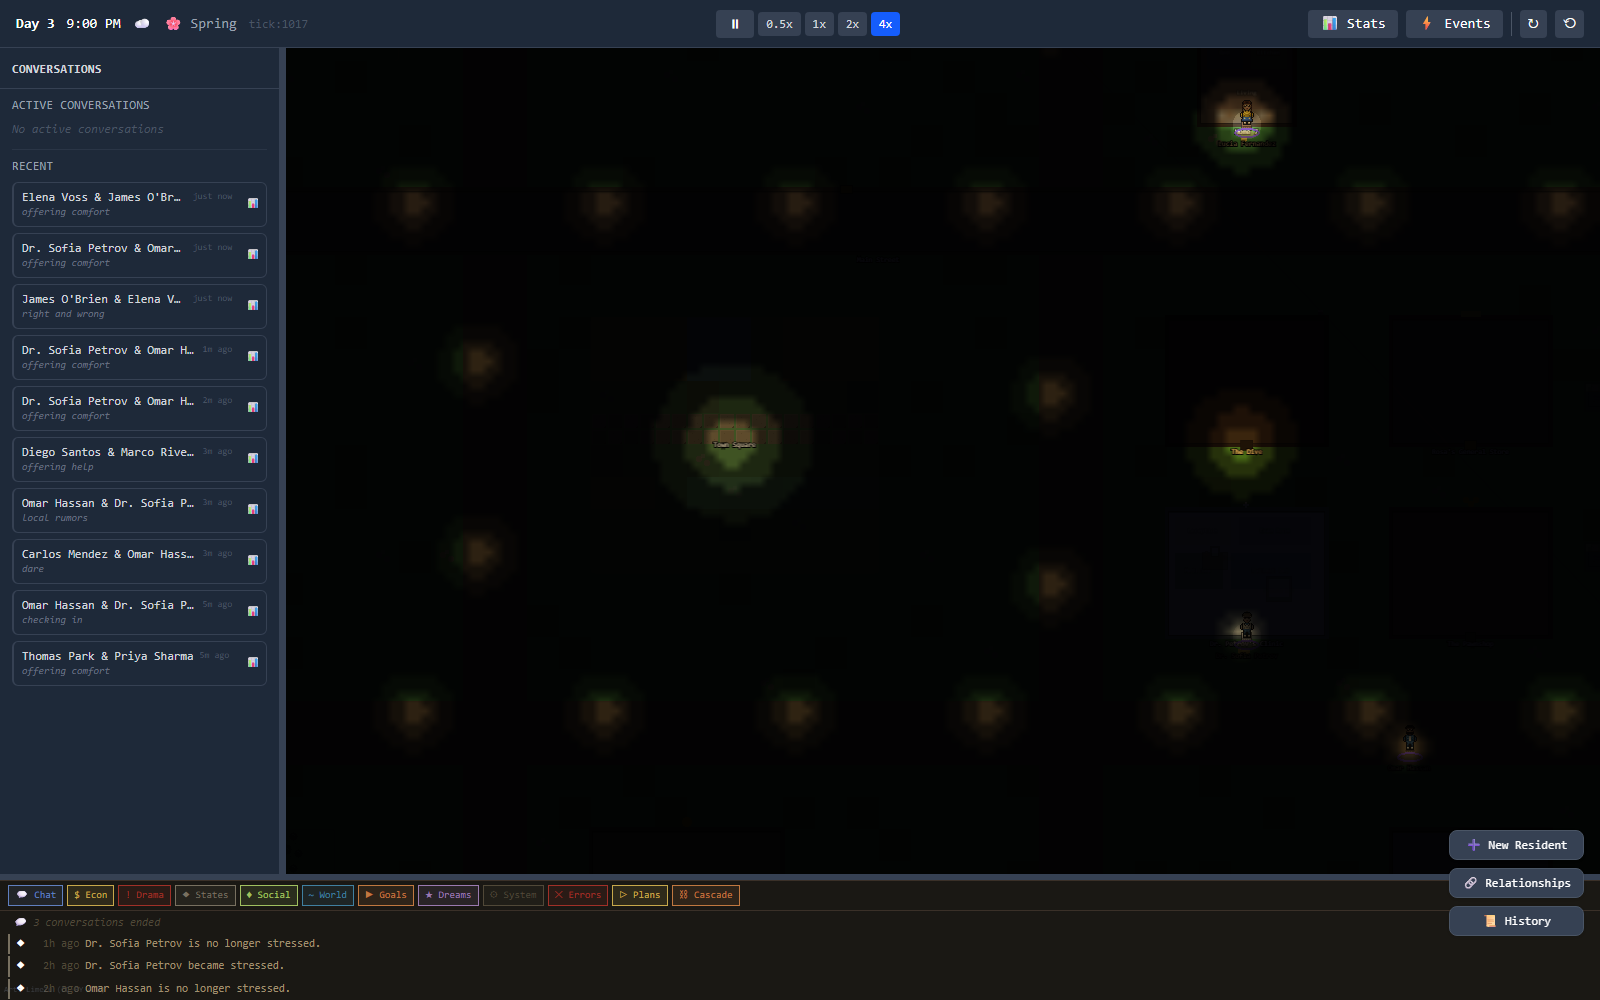 Day 3 9:00 PM Spring tick:1017
0.5x 1x 2x 4x
Stats Events
CONVERSATIONS
ACTIVE CONVERSATIONS
No active conversations
RECENT
Elena Voss & James O'Br… just now
offering comfort
Dr. Sofia Petrov & Omar… just now
offering comfort
James O'Brien & Elena V… just now
right and wrong
Dr. Sofia Petrov & Omar H… 1m ago
offering comfort
Dr. Sofia Petrov & Omar H… 2m ago
offering comfort
Diego Santos & Marco Rive… 3m ago
offering help
Omar Hassan & Dr. Sofia P… 3m ago
local rumors
Carlos Mendez & Omar Hass… 3m ago
dare
Omar Hassan & Dr. Sofia P… 5m ago
checking in
Thomas Park & Priya Sharma 5m ago
offering comfort
Town Square
The Dive
New Resident
Relationships
History
Chat $ Econ ! Drama States Social ~ World Goals Dreams System Errors Plans Cascade
3 conversations ended
1h ago Dr. Sofia Petrov is no longer stressed.
2h ago Dr. Sofia Petrov became stressed.
2h ago Omar Hassan is no longer stressed.